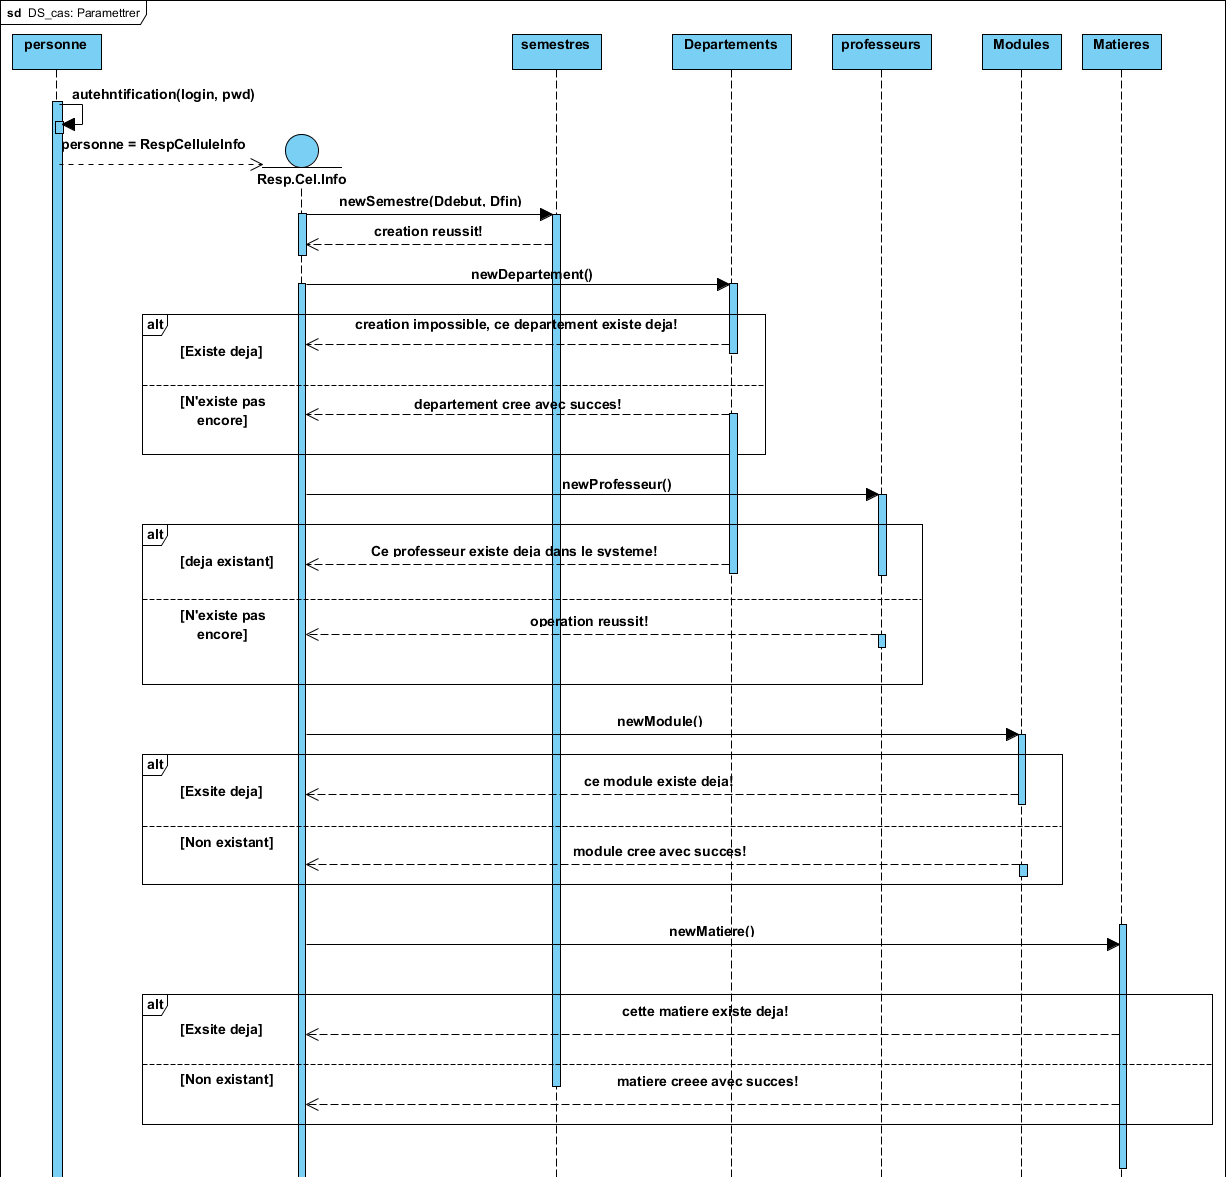 sd DS_cas: Paramettrer
personne
semestres
Departements
professeurs
Modules
Matieres
autehntification(login, pwd)
personne = RespCelluleInfo
Resp.Cel.Info
newSemestre(Ddebut, Dfin)
creation reussit!
newDepartement()
alt
creation impossible, ce departement existe deja!
[Existe deja]
[N'existe pas
encore]
departement cree avec succes!
newProfesseur()
alt
Ce professeur existe deja dans le systeme!
[deja existant]
[N'existe pas
encore]
operation reussit!
newModule()
alt
ce module existe deja!
[Exsite deja]
[Non existant]
module cree avec succes!
newMatiere()
alt
cette matiere existe deja!
[Exsite deja]
[Non existant]
matiere creee avec succes!